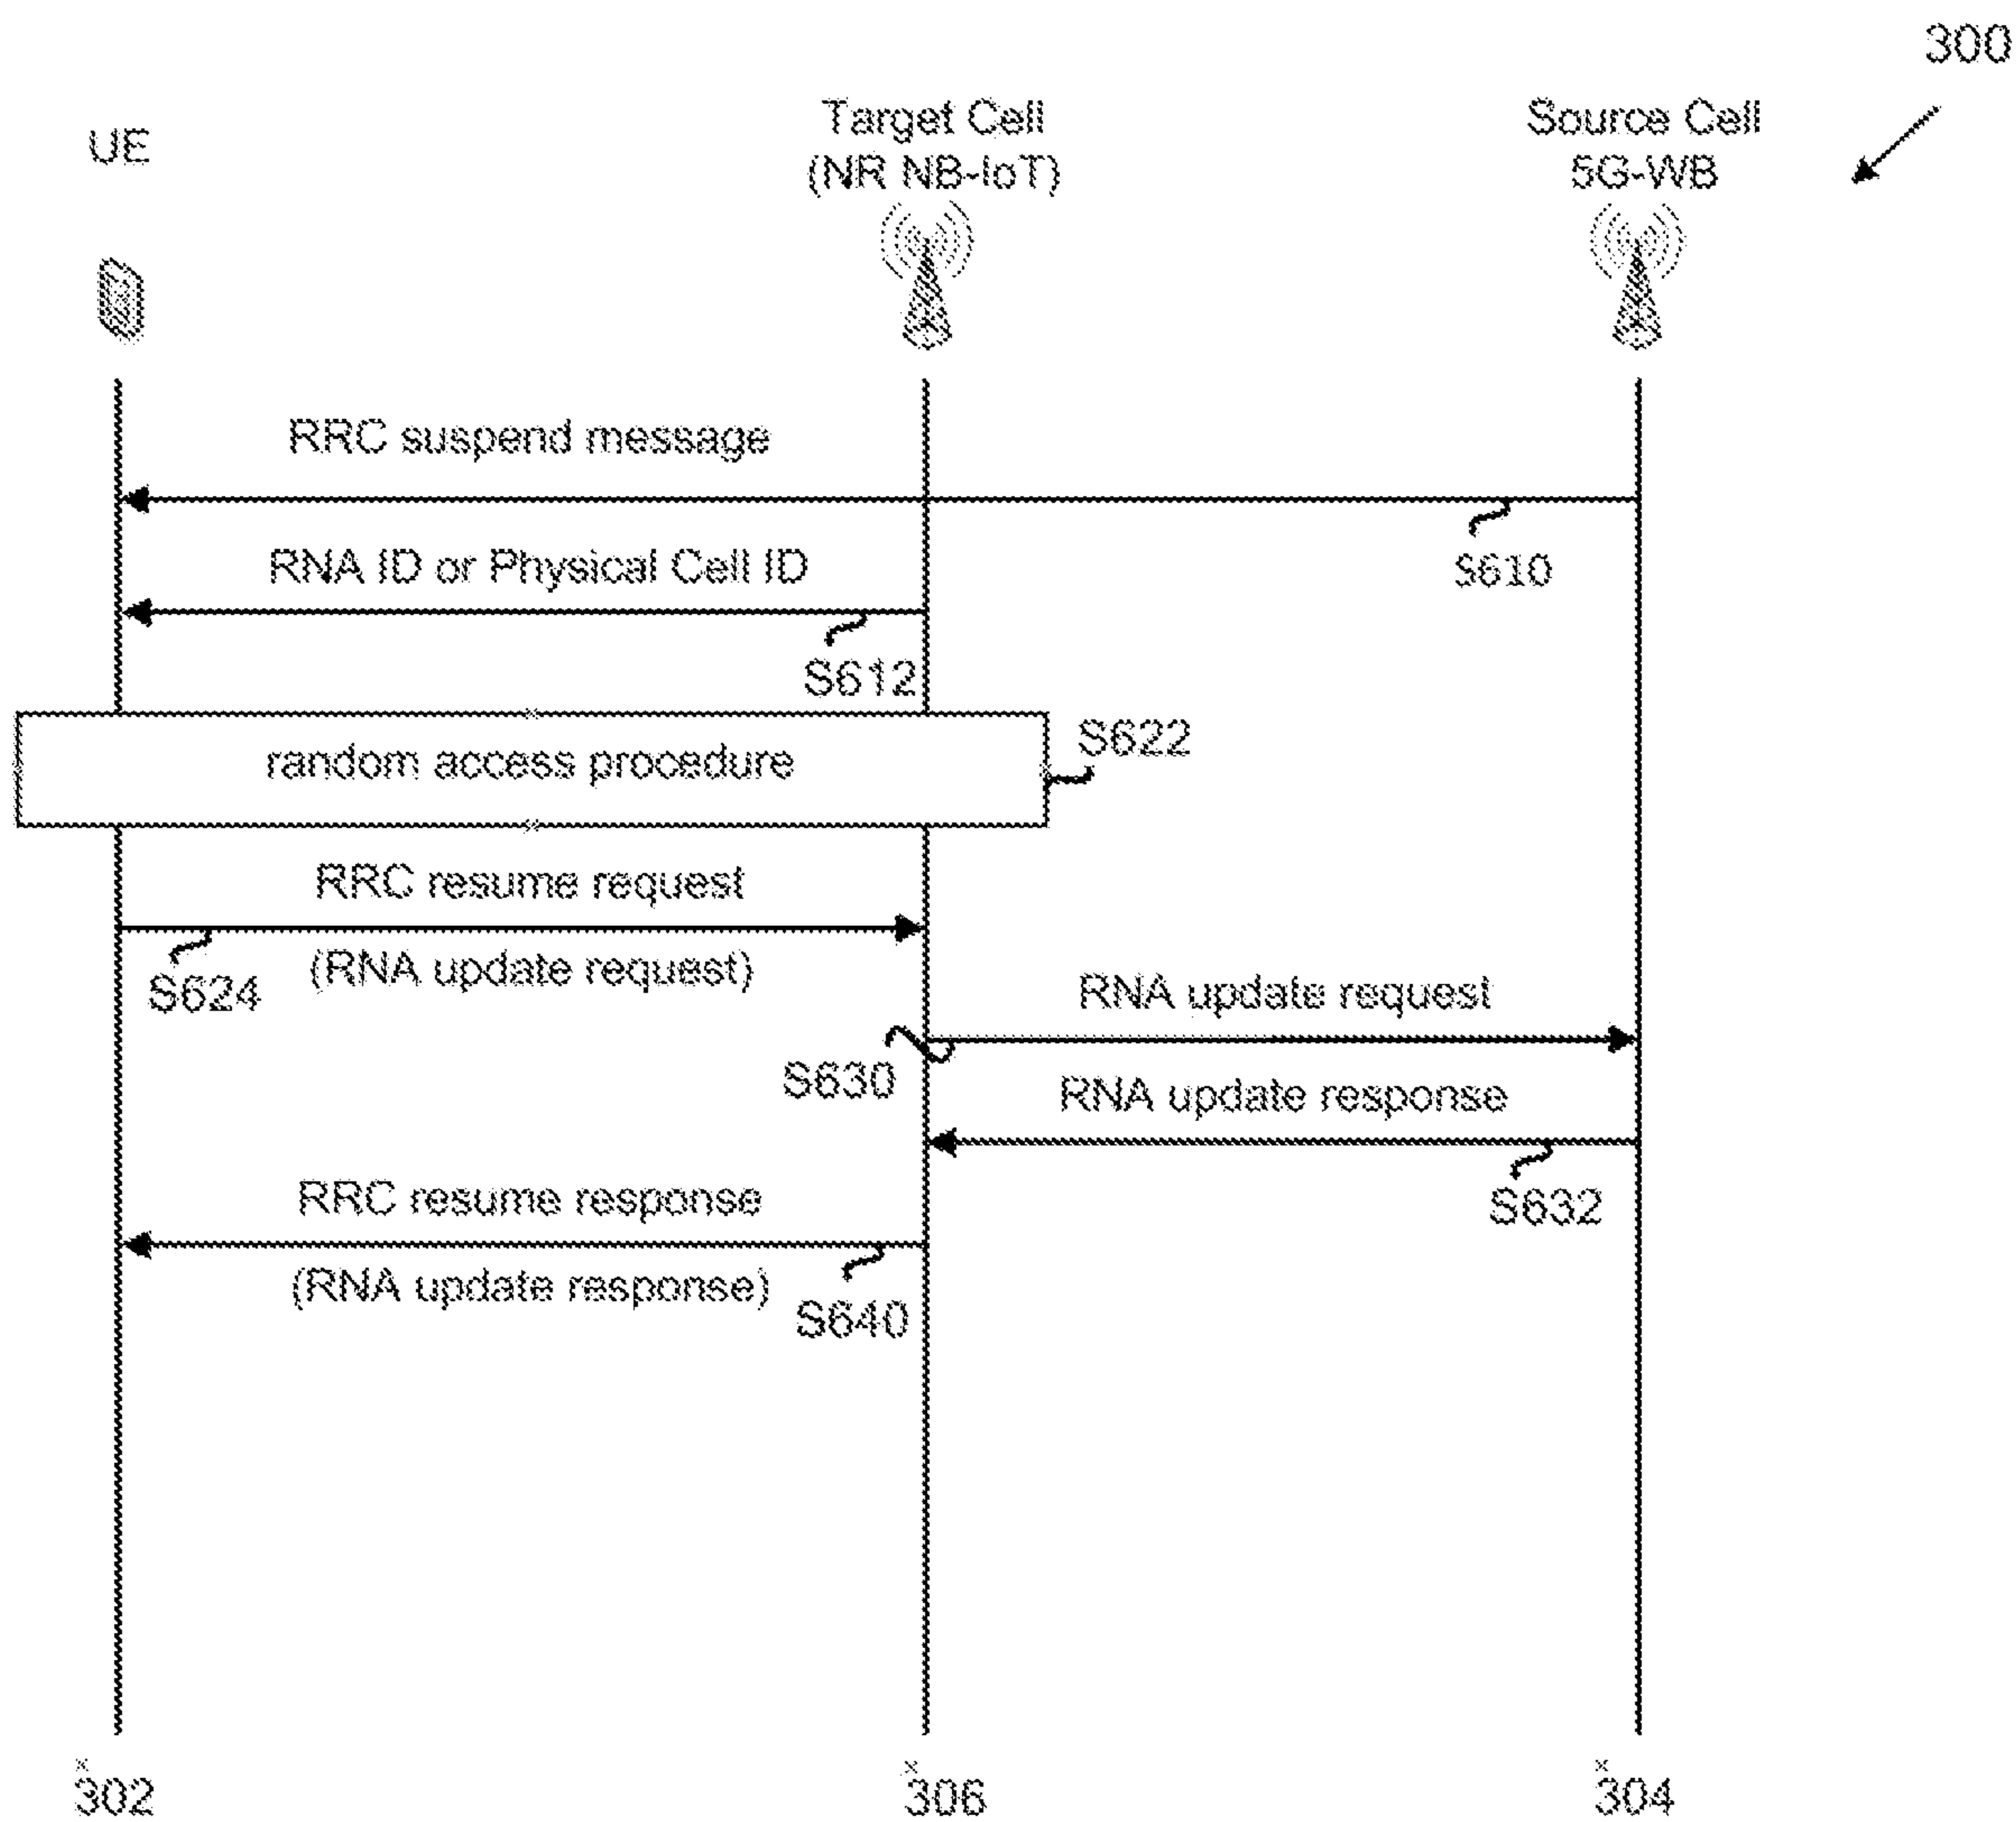 300
UE
Target Cell
(NR NB-IoT)
Source Cell
5G-WB
RRC suspend message
S610
RNA ID or Physical Cell ID
S612
random access procedure
S622
RRC resume request
(RNA update request)
S624
RNA update request
S630
RNA update response
S632
RRC resume response
(RNA update response)
S640
302
306
304